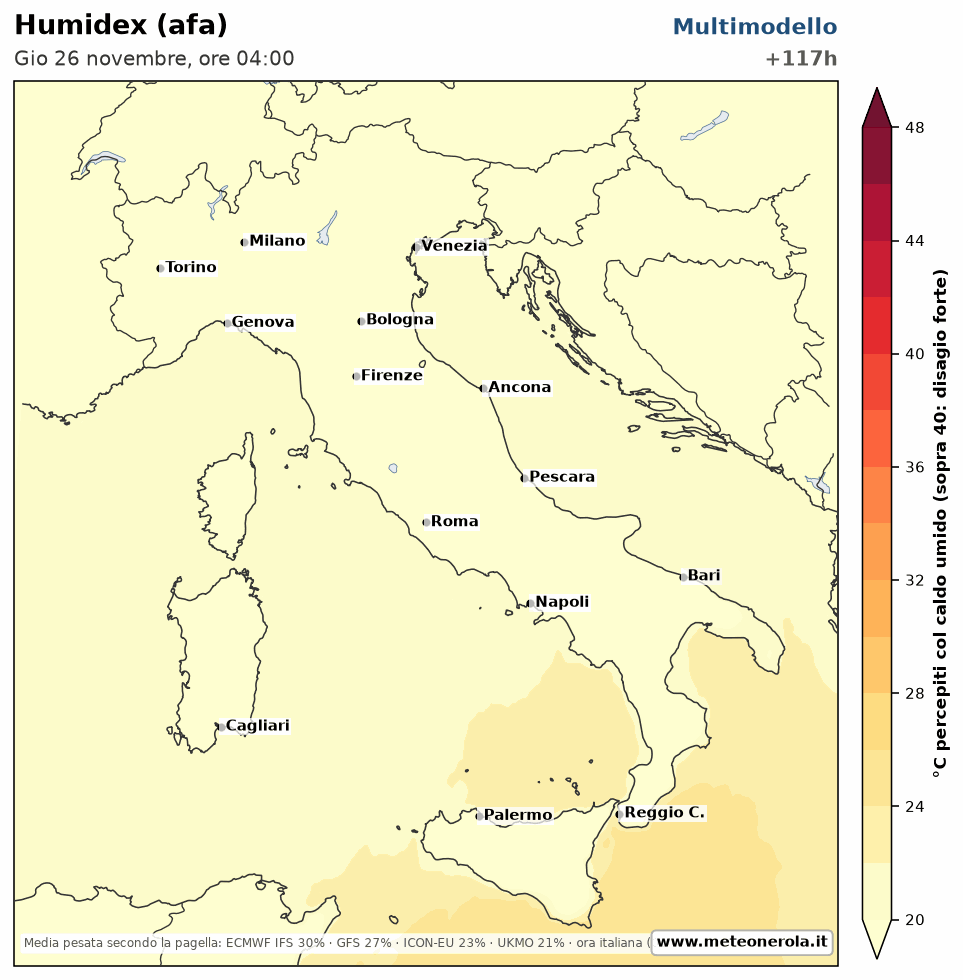 Humidex (afa)
Multimodello
Gio 26 novembre, ore 04:00
+117h
Milano
Venezia
Torino
Genova
Bologna
Firenze
Ancona
Pescara
Roma
Bari
Napoli
Cagliari
Palermo
Reggio C.
48
44
40
36
32
28
24
20
°C percepiti col caldo umido (sopra 40: disagio forte)
Media pesata secondo la pagella: ECMWF IFS 30% · GFS 27% · ICON-EU 23% · UKMO 21% · ora italiana (
www.meteonerola.it